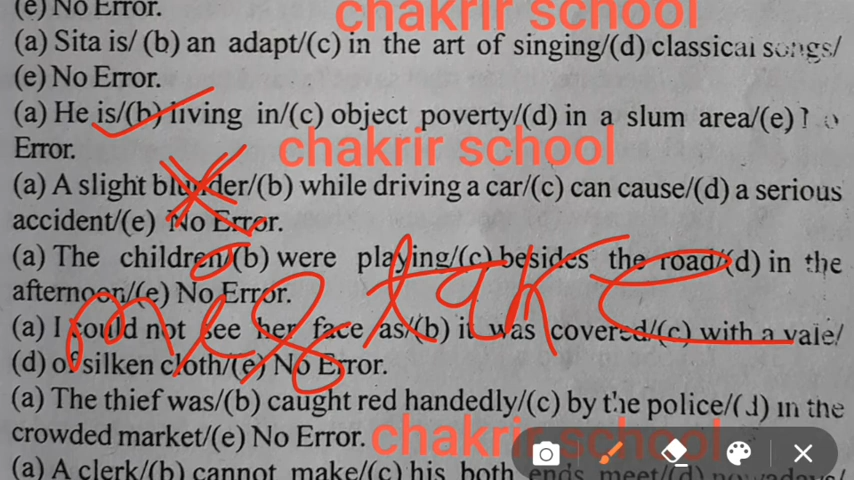 (e) No Error.
chakrir school
(a) Sita is/ (b) an adapt/(c) in the art of singing/(d) classical songs/
(e) No Error.
(a) He is/(b) living in/(c) object poverty/(d) in a slum area/(e)
Error.
chakrir school
(a) A slight blunder/(b) while driving a car/(c) can cause/(d) a serious
accident/(e) No Error.
(a) The children/(b) were playing/(c) besides the road/(d) in the
afternoon/(e) No Error.
mistake
(a) I could not see her face as/(b) it was covered/(c) with a vale/
(d) of silken cloth/(e) No Error.
(a) The thief was/(b) caught red handedly/(c) by the police/(d) in the
crowded market/(e) No Error.
chakrir school
(a) A clerk/(b) cannot make/(c) his both ends meet/(d) nowadays/